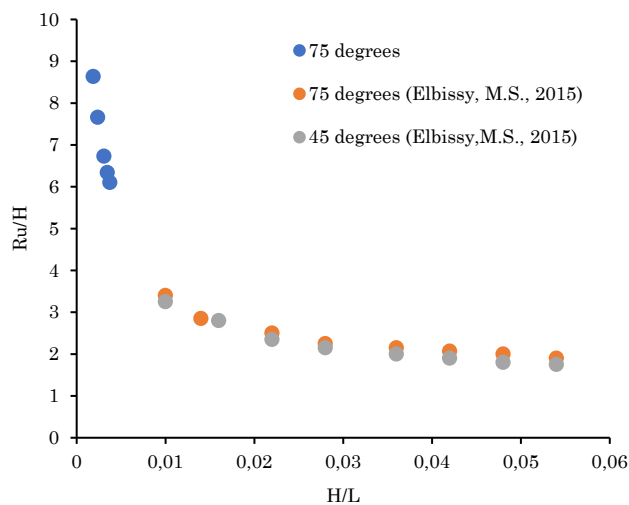 10
9
8
7
6
5
4
3
2
1
0
Ru/H
75 degrees
75 degrees (Elbissy, M.S., 2015)
45 degrees (Elbissy,M.S., 2015)
0 0,01 0,02 0,03 0,04 0,05 0,06
H/L